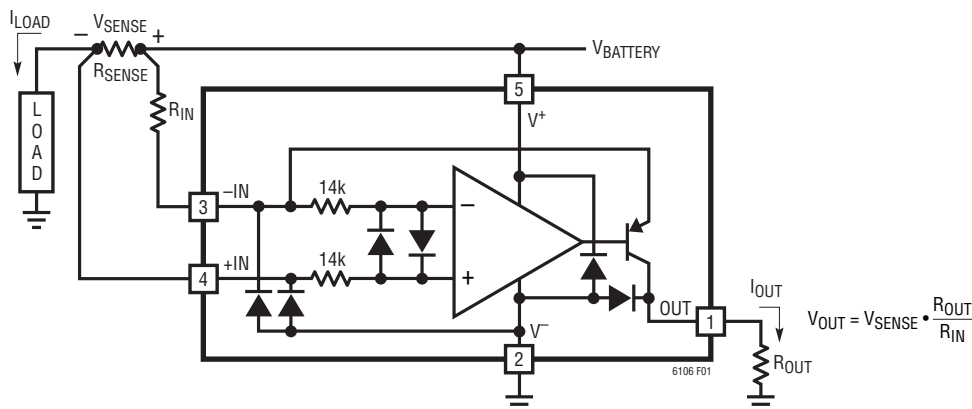 I_LOAD
− V_SENSE +
R_SENSE
V_BATTERY
L
O
A
D
R_IN
5
V+
3
−IN
14k
−
4
+IN
14k
+
V−
2
OUT
1
I_OUT
R_OUT
V_OUT = V_SENSE • R_OUT / R_IN
6106 F01